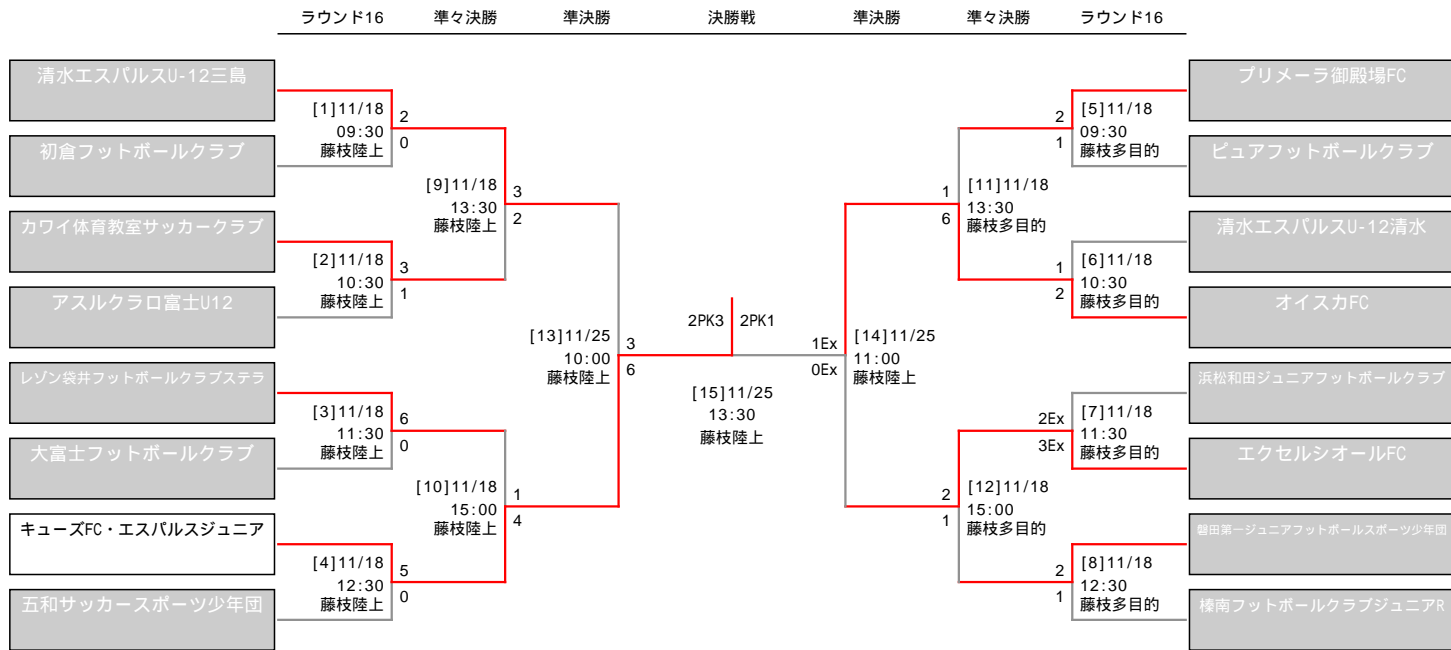 ラウンド16 準々決勝 準決勝 決勝戦 準決勝 準々決勝 ラウンド16
清水エスパルスU-12三島
初倉フットボールクラブ
カワイ体育教室サッカークラブ
アスルクラロ富士U12
レゾン袋井フットボールクラブステラ
大富士フットボールクラブ
キューズFC・エスパルスジュニア
五和サッカースポーツ少年団
[1]11/18
09:30
藤枝陸上
2
0
[2]11/18
10:30
藤枝陸上
3
1
[3]11/18
11:30
藤枝陸上
6
0
[4]11/18
12:30
藤枝陸上
5
0
[9]11/18
13:30
藤枝陸上
3
2
[10]11/18
15:00
藤枝陸上
1
4
[13]11/25
10:00
藤枝陸上
3
6
2PK3 2PK1
[15]11/25
13:30
藤枝陸上
1Ex
0Ex
[14]11/25
11:00
藤枝陸上
1
6
[11]11/18
13:30
藤枝多目的
2
1
[12]11/18
15:00
藤枝多目的
2
1
[5]11/18
09:30
藤枝多目的
1
2
[6]11/18
10:30
藤枝多目的
2Ex
3Ex
[7]11/18
11:30
藤枝多目的
2
1
[8]11/18
12:30
藤枝多目的
プリメーラ御殿場FC
ピュアフットボールクラブ
清水エスパルスU-12清水
オイスカFC
浜松和田ジュニアフットボールクラブ
エクセルシオールFC
磐田第一ジュニアフットボールスポーツ少年団
榛南フットボールクラブジュニアR